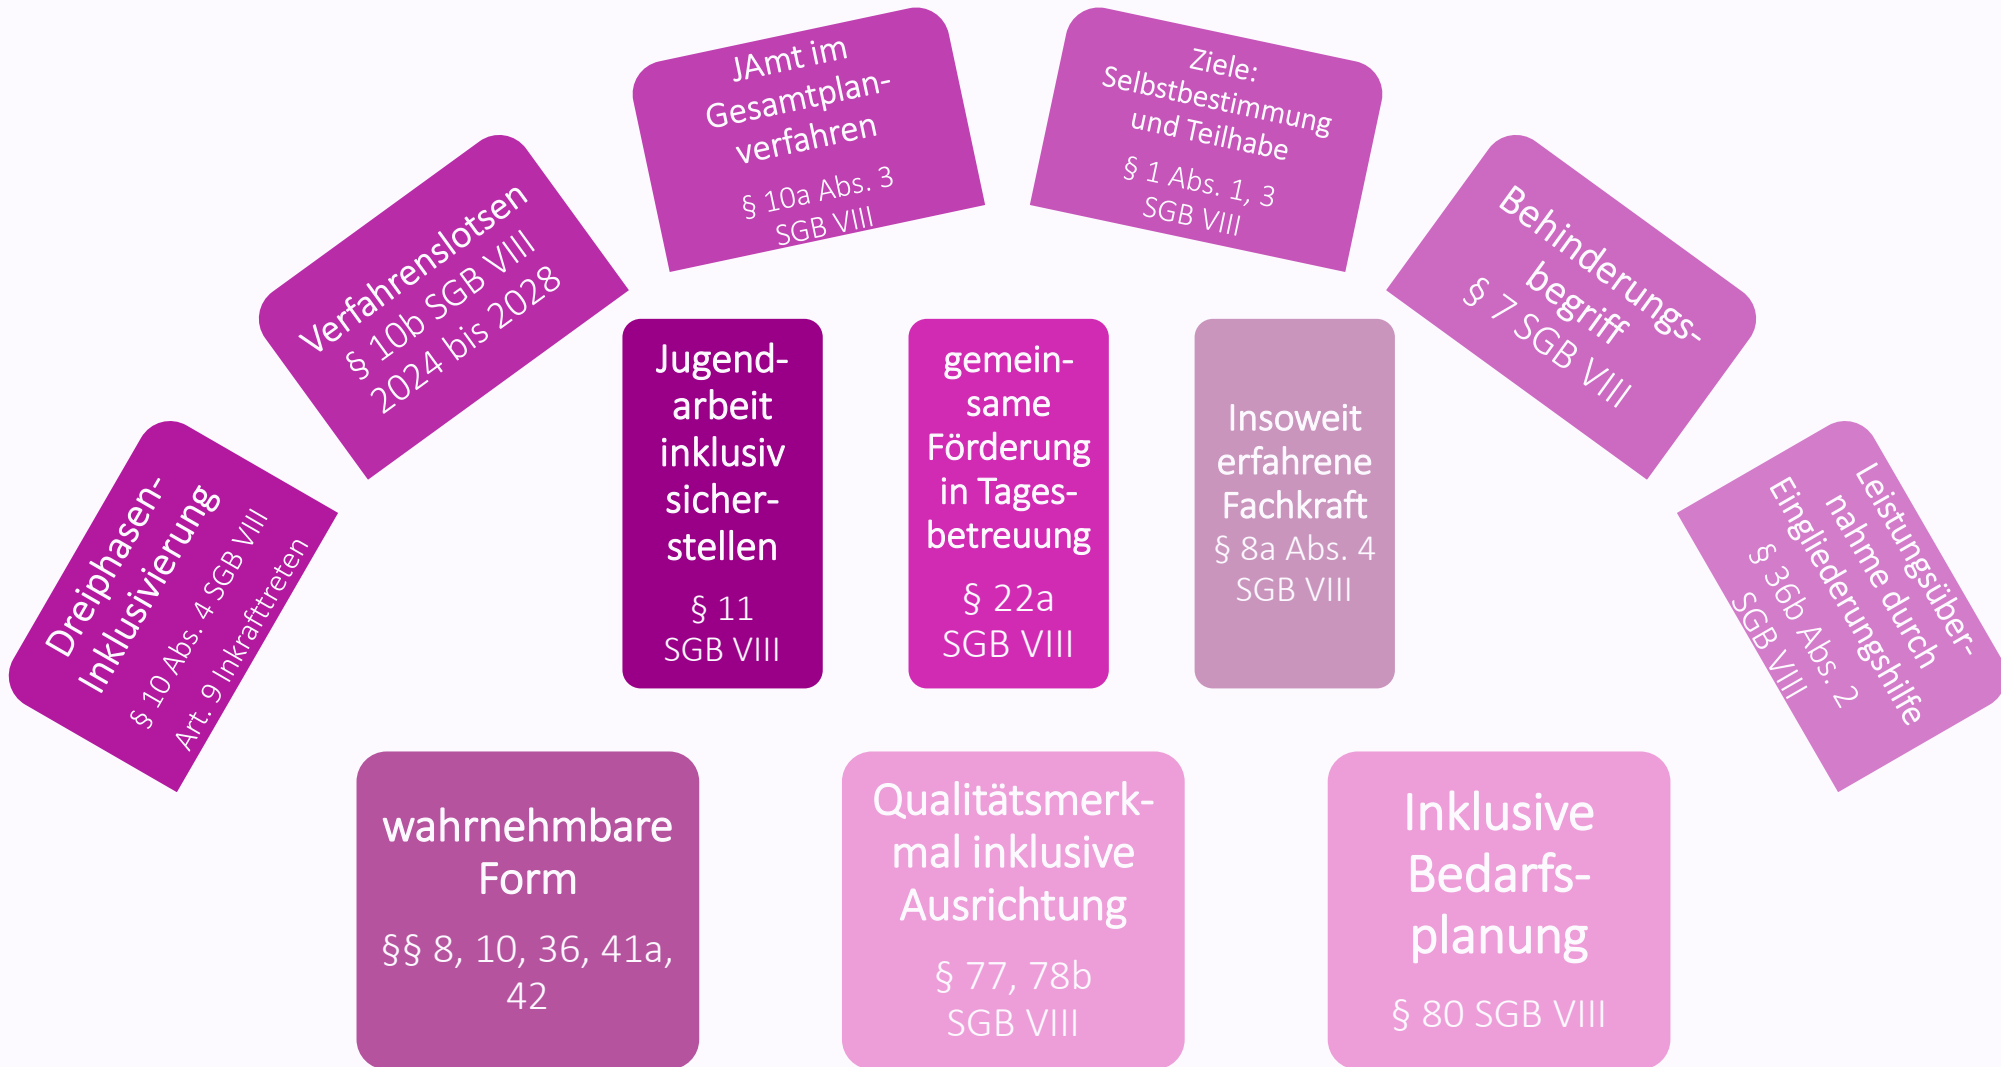 Dreiphasen-
Inklusivierung
§ 10 Abs. 4 SGB VIII
Art. 9 Inkrafttreten
Verfahrenslotsen
§ 10b SGB VIII
2024 bis 2028
JAmt im
Gesamtplan-
verfahren
§ 10a Abs. 3
SGB VIII
Ziele:
Selbstbestimmung
und Teilhabe
§ 1 Abs. 1, 3
SGB VIII
Behinderungs-
begriff
§ 7 SGB VIII
Leistungsüber-
nahme durch
Eingliederungshilfe
§ 36b Abs. 2
SGB VIII
Jugend-
arbeit
inklusiv
sicher-
stellen
§ 11
SGB VIII
gemein-
same
Förderung
in Tages-
betreuung
§ 22a
SGB VIII
Insoweit
erfahrene
Fachkraft
§ 8a Abs. 4
SGB VIII
wahrnehmbare
Form
§§ 8, 10, 36, 41a,
42
Qualitätsmerk-
mal inklusive
Ausrichtung
§ 77, 78b
SGB VIII
Inklusive
Bedarfs-
planung
§ 80 SGB VIII